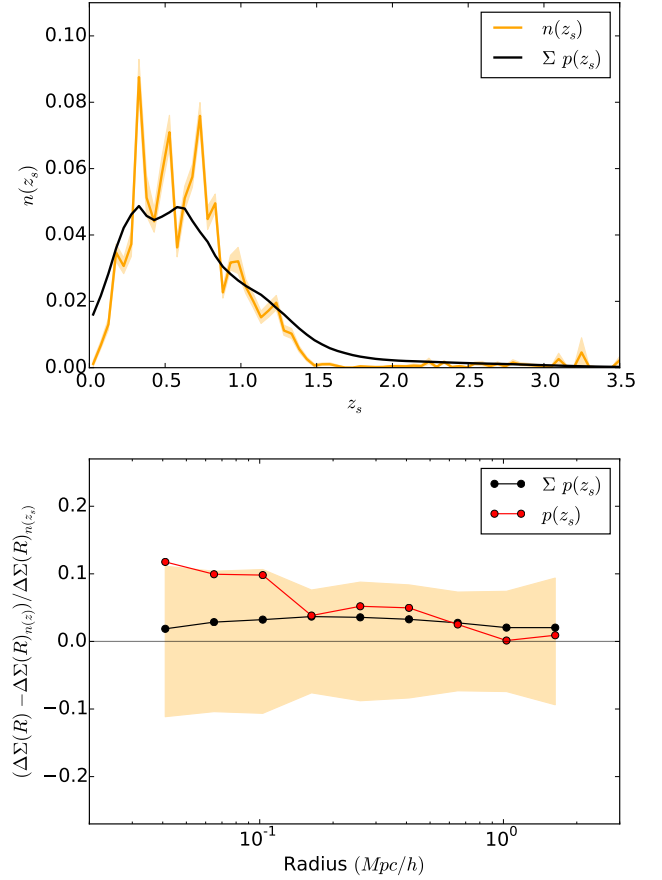 0.10
0.08
0.06
0.04
0.02
0.00
n(z_s)
n(z_s)
Σ p(z_s)
0.0 0.5 1.0 1.5 2.0 2.5 3.0 3.5
z_s
0.2
0.1
0.0
−0.1
−0.2
(ΔΣ(R) −ΔΣ(R)_{n(z)})/ΔΣ(R)_{n(z_s)}
Σ p(z_s)
p(z_s)
10^{-1} 10^{0}
Radius (Mpc/h)